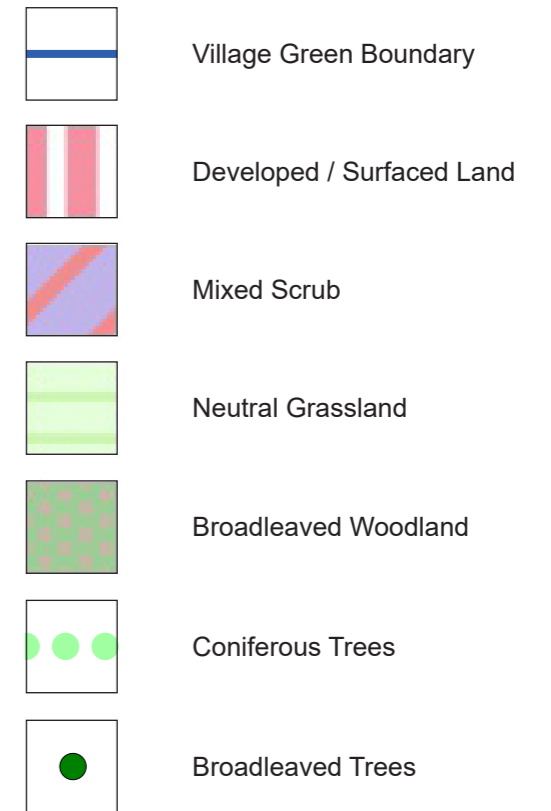 Village Green Boundary
Developed / Surfaced Land
Mixed Scrub
Neutral Grassland
Broadleaved Woodland
Coniferous Trees
Broadleaved Trees